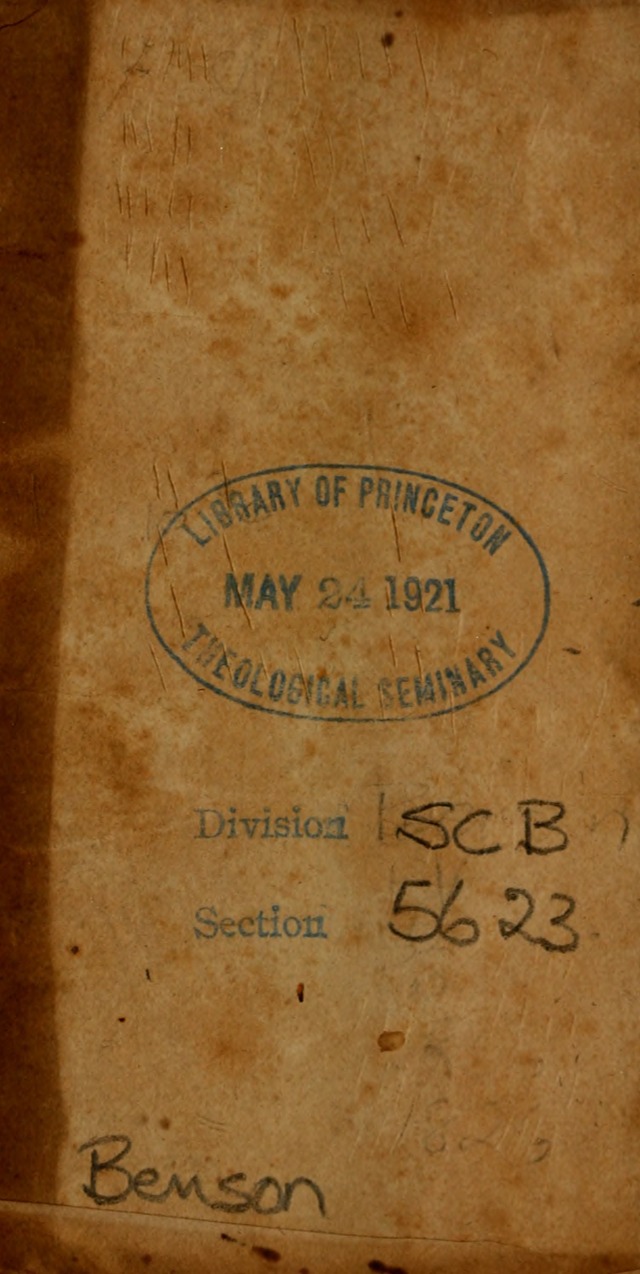 LIBRARY OF PRINCETON
MAY 24 1921
THEOLOGICAL SEMINARY
Division SCB
Section 5623
Benson